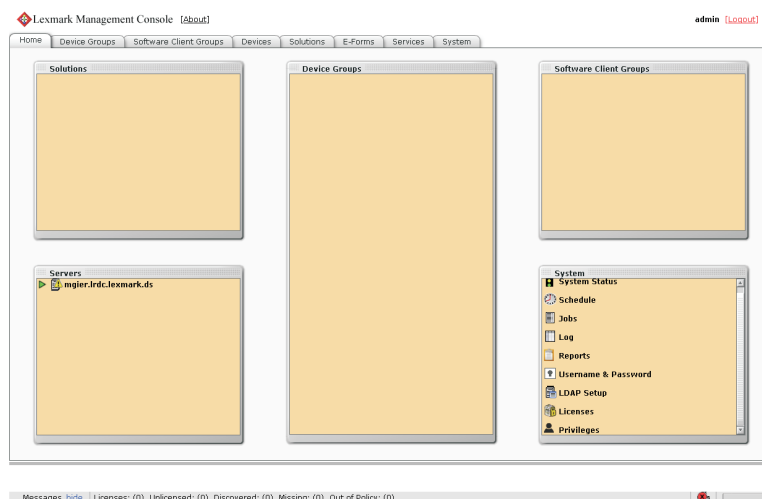 Lexmark Management Console [About] admin [Logout]
Home Device Groups Software Client Groups Devices Solutions E-Forms Services System
Solutions
Device Groups
Software Client Groups
Servers
mgier.lrdc.lexmark.ds
System
System Status
Schedule
Jobs
Log
Reports
Username & Password
LDAP Setup
Licenses
Privileges
Messages hide Licenses: (0) Unlicensed: (0) Discovered: (0) Missing: (0) Out of Policy: (0)